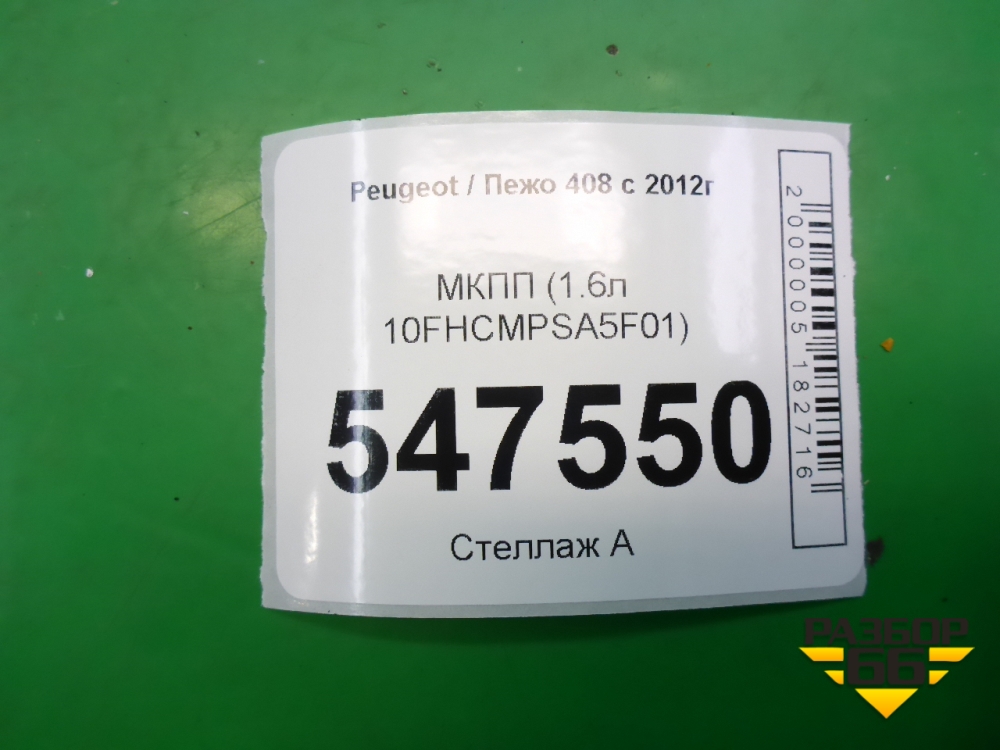 Peugeot / Пежо 408 с 2012г
МКПП (1.6л
10FHCMPSA5F01)
547550
Стеллаж А
2000005182716
РАЗБОР
66